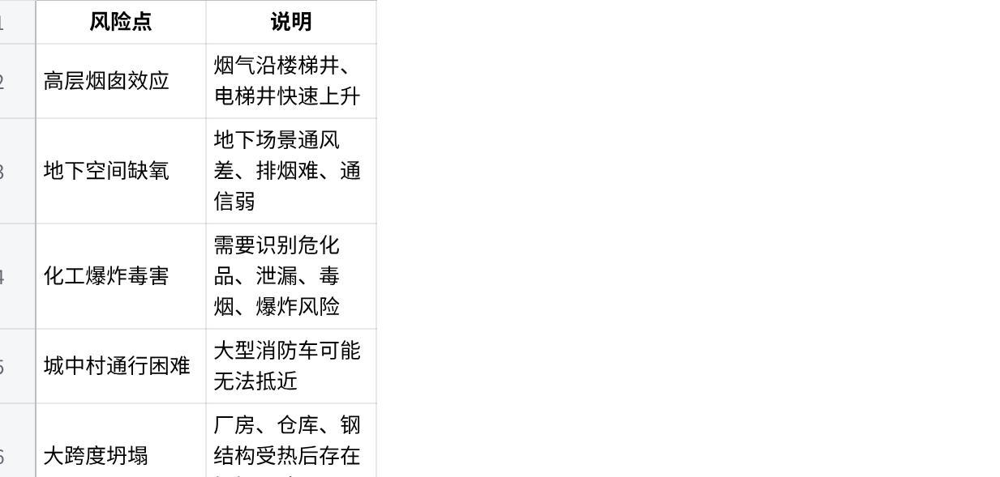 1
风险点
说明
2
高层烟囱效应
烟气沿楼梯井、
电梯井快速上升
3
地下空间缺氧
地下场景通风
差、排烟难、通
信弱
4
化工爆炸毒害
需要识别危化
品、泄漏、毒
烟、爆炸风险
5
城中村通行困难
大型消防车可能
无法抵近
6
大跨度坍塌
厂房、仓库、钢
结构受热后存在